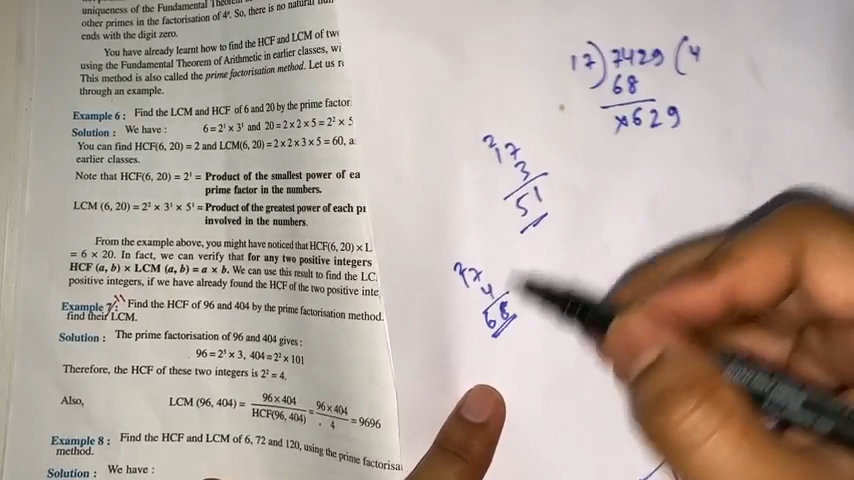 uniqueness of the Fundamental Theorem
other primes in the factorisation of 4ⁿ. So, there is no natural
ends with the digit zero.
You have already learnt how to find the HCF and LCM of
using the Fundamental Theorem of Arithmetic in earlier classes,
This method is also called the prime factorisation method. Let us
through an example.
Example 6 : Find the LCM and HCF of 6 and 20 by the prime factor
Solution : We have : 6 = 2¹ × 3¹ and 20 = 2 × 2 × 5 = 2² × 5
You can find HCF(6, 20) = 2 and LCM(6, 20) = 2 × 2 × 3 × 5 = 60, a
earlier classes.
Note that HCF(6, 20) = 2¹ = Product of the smallest power of ea
prime factor in the numbers.
LCM (6, 20) = 2² × 3¹ × 5¹ = Product of the greatest power of each
involved in the numbers.
From the example above, you might have noticed that HCF(6, 20) × L
= 6 × 20. In fact, we can verify that for any two positive integers
HCF (a, b) × LCM (a, b) = a × b. We can use this result to find the LC
positive integers, if we have already found the HCF of the two positive inte
Example 7 : Find the HCF of 96 and 404 by the prime factorisation method.
find their LCM.
Solution : The prime factorisation of 96 and 404 gives :
96 = 2⁵ × 3, 404 = 2² × 101
Therefore, the HCF of these two integers is 2² = 4.
Also, LCM (96, 404) = 96 × 404 / HCF(96, 404) = 96 × 404 / 4 = 9696
Example 8 : Find the HCF and LCM of 6, 72 and 120, using the prime factorisa
method.
Solution : We have :
17) 7429 (4
68
×629
2
17
3
51
2
17
4
68